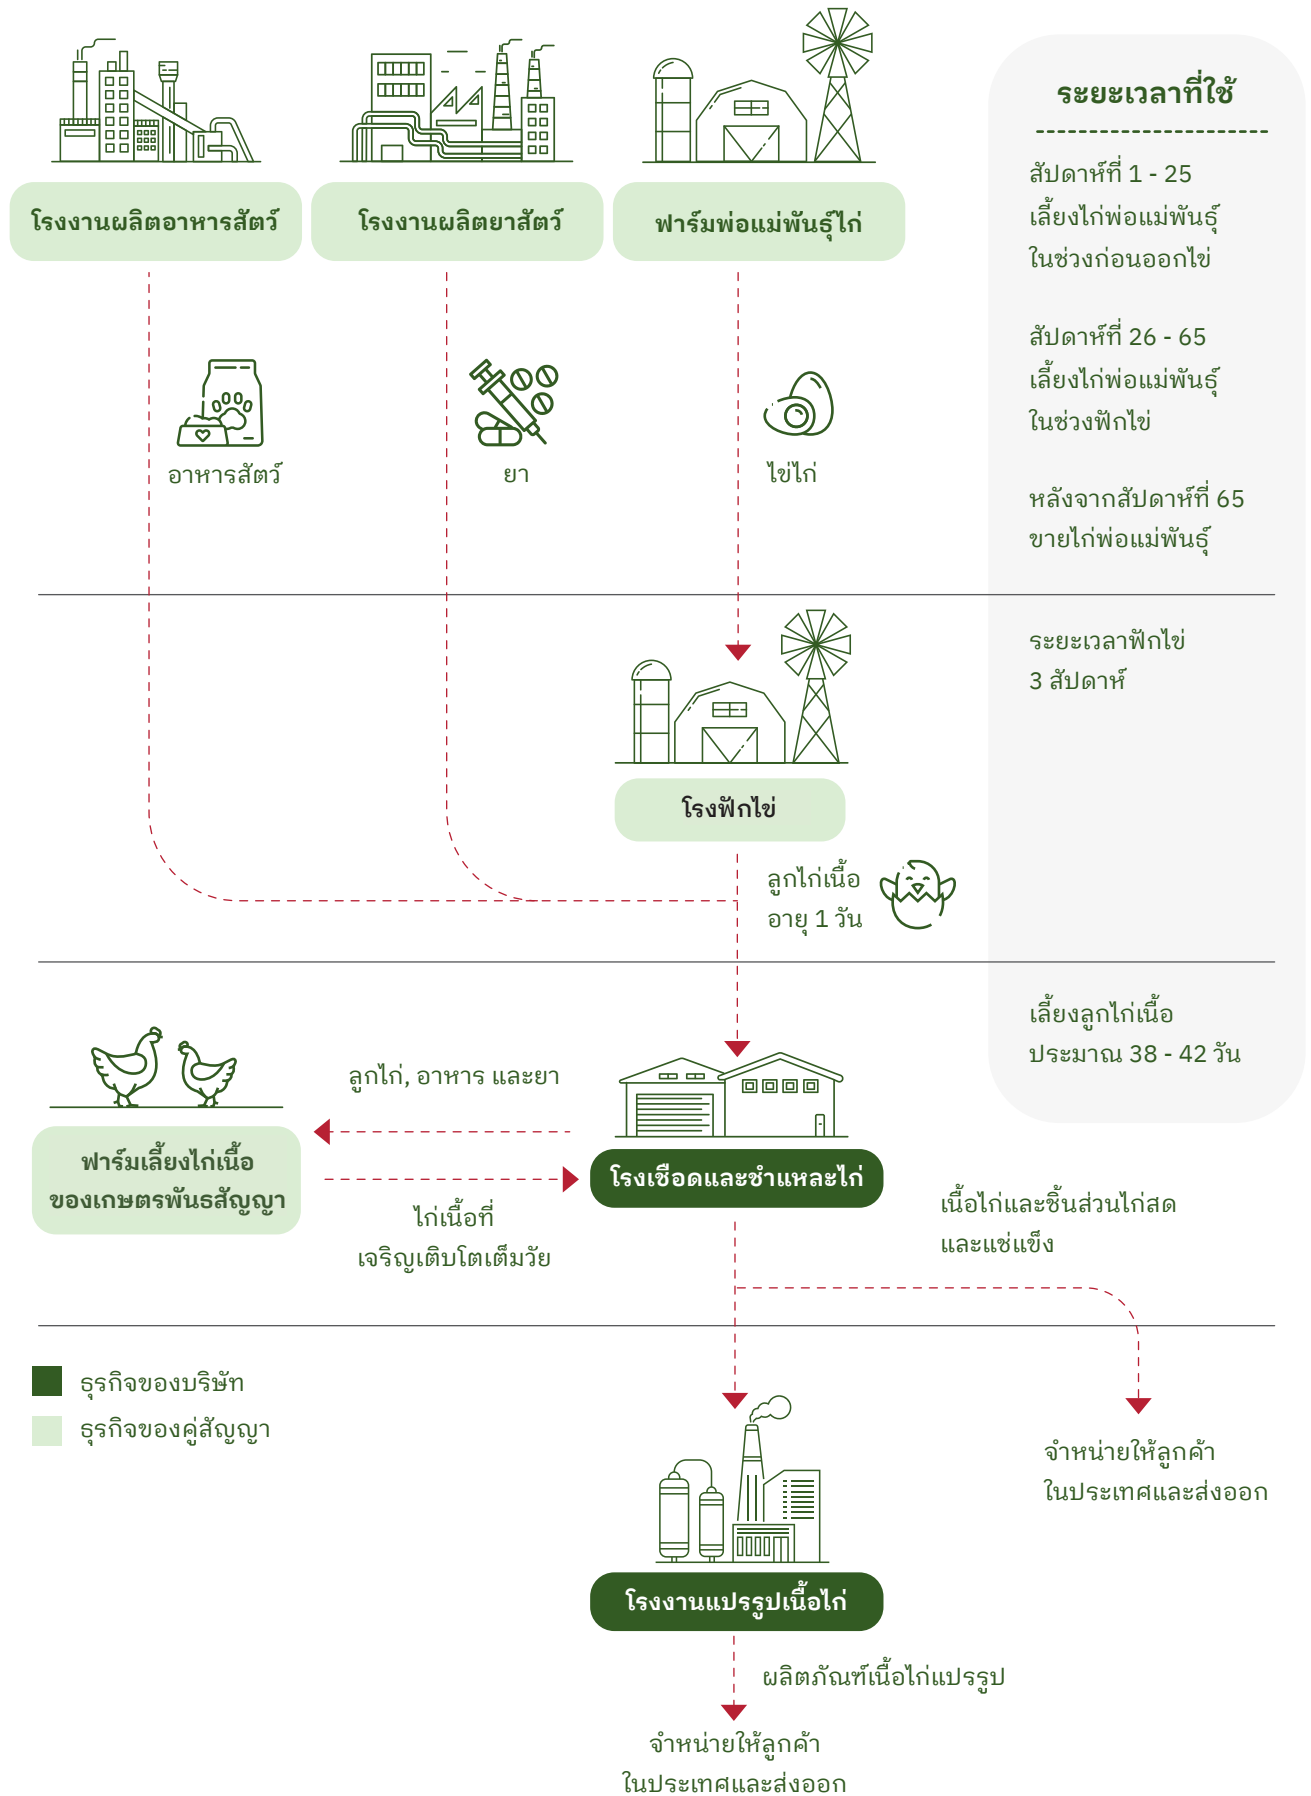 โรงงานผลิตอาหารสัตว์
โรงงานผลิตยาสัตว์
ฟาร์มพ่อแม่พันธุ์ไก่
ระยะเวลาที่ใช้
สัปดาห์ที่ 1 - 25
เลี้ยงไก่พ่อแม่พันธุ์
ในช่วงก่อนออกไข่
สัปดาห์ที่ 26 - 65
เลี้ยงไก่พ่อแม่พันธุ์
ในช่วงฟักไข่
หลังจากสัปดาห์ที่ 65
ขายไก่พ่อแม่พันธุ์
อาหารสัตว์
ยา
ไข่ไก่
ระยะเวลาฟักไข่
3 สัปดาห์
โรงฟักไข่
ลูกไก่เนื้อ
อายุ 1 วัน
เลี้ยงลูกไก่เนื้อ
ประมาณ 38 - 42 วัน
ลูกไก่, อาหาร และยา
ฟาร์มเลี้ยงไก่เนื้อ
ของเกษตรพันธสัญญา
โรงเชือดและชำแหละไก่
ไก่เนื้อที่
เจริญเติบโตเต็มวัย
เนื้อไก่และชิ้นส่วนไก่สด
และแช่แข็ง
ธุรกิจของบริษัท
ธุรกิจของคู่สัญญา
จำหน่ายให้ลูกค้า
ในประเทศและส่งออก
โรงงานแปรรูปเนื้อไก่
ผลิตภัณฑ์เนื้อไก่แปรรูป
จำหน่ายให้ลูกค้า
ในประเทศและส่งออก